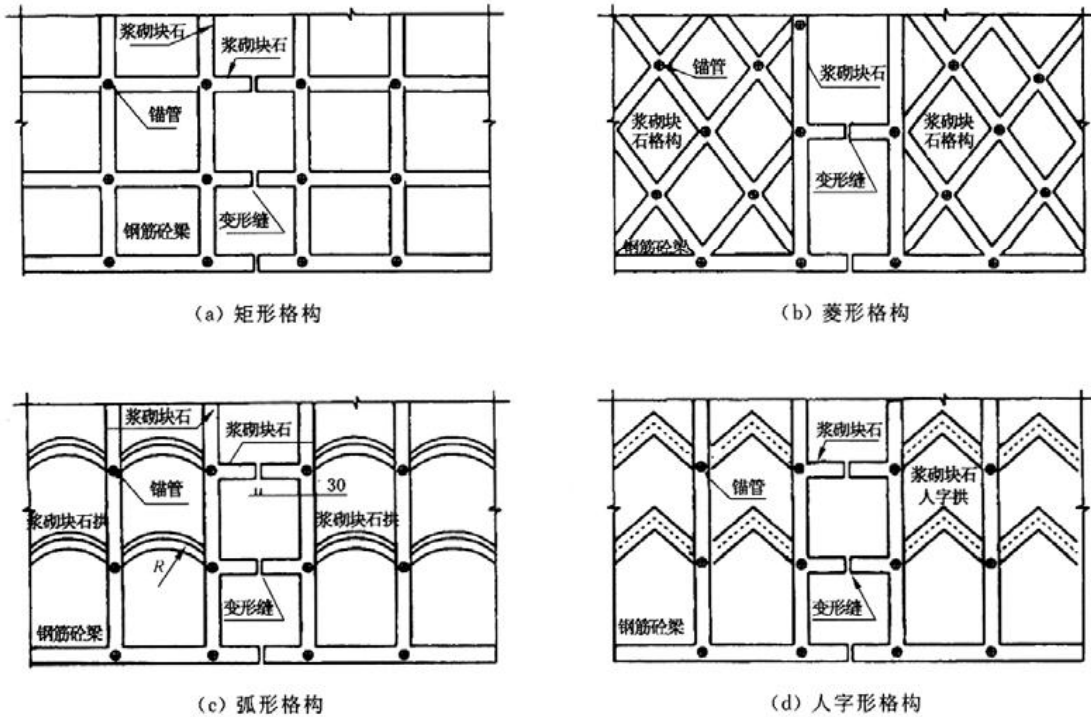 浆砌块石
浆砌块石
锚管
钢筋砼梁
变形缝
(a) 矩形格构
锚管
浆砌块石
浆砌块
石格构
浆砌块
石格构
变形缝
钢筋砼梁
(b) 菱形格构
浆砌块石
浆砌块石
锚管
30
浆砌块石拱
浆砌块石拱
R
变形缝
钢筋砼梁
(c) 弧形格构
浆砌块石
锚管
浆砌块石
人字拱
变形缝
钢筋砼梁
(d) 人字形格构